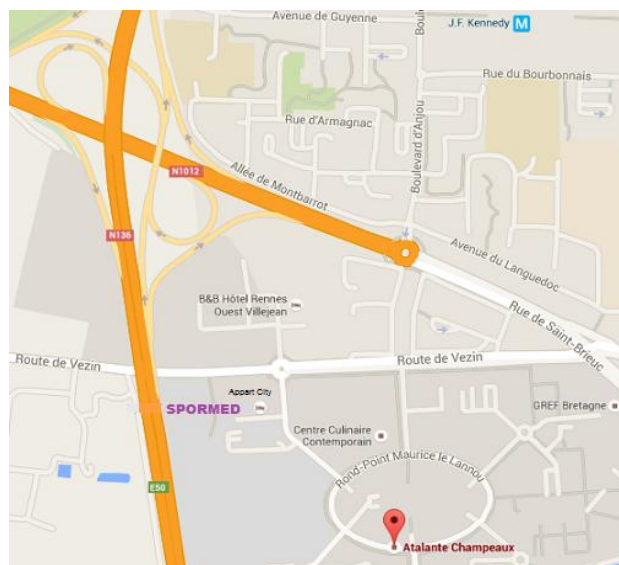 Avenue de Guyenne
J.F. Kennedy M
Boule
Rue du Bourbonnais
Rue d'Armagnac
Boulevard d'Anjou
Allée de Montbarrot
N1012
N136
Avenue du Languedoc
B&B Hôtel Rennes
Ouest Villejean
Rue de Saint-Brieuc
Route de Vezin
Route de Vezin
Appart City
SPORMED
GREF Bretagne
Centre Culinaire
Contemporain
Rond-Point Maurice le Lannou
E50
Atalante Champeaux